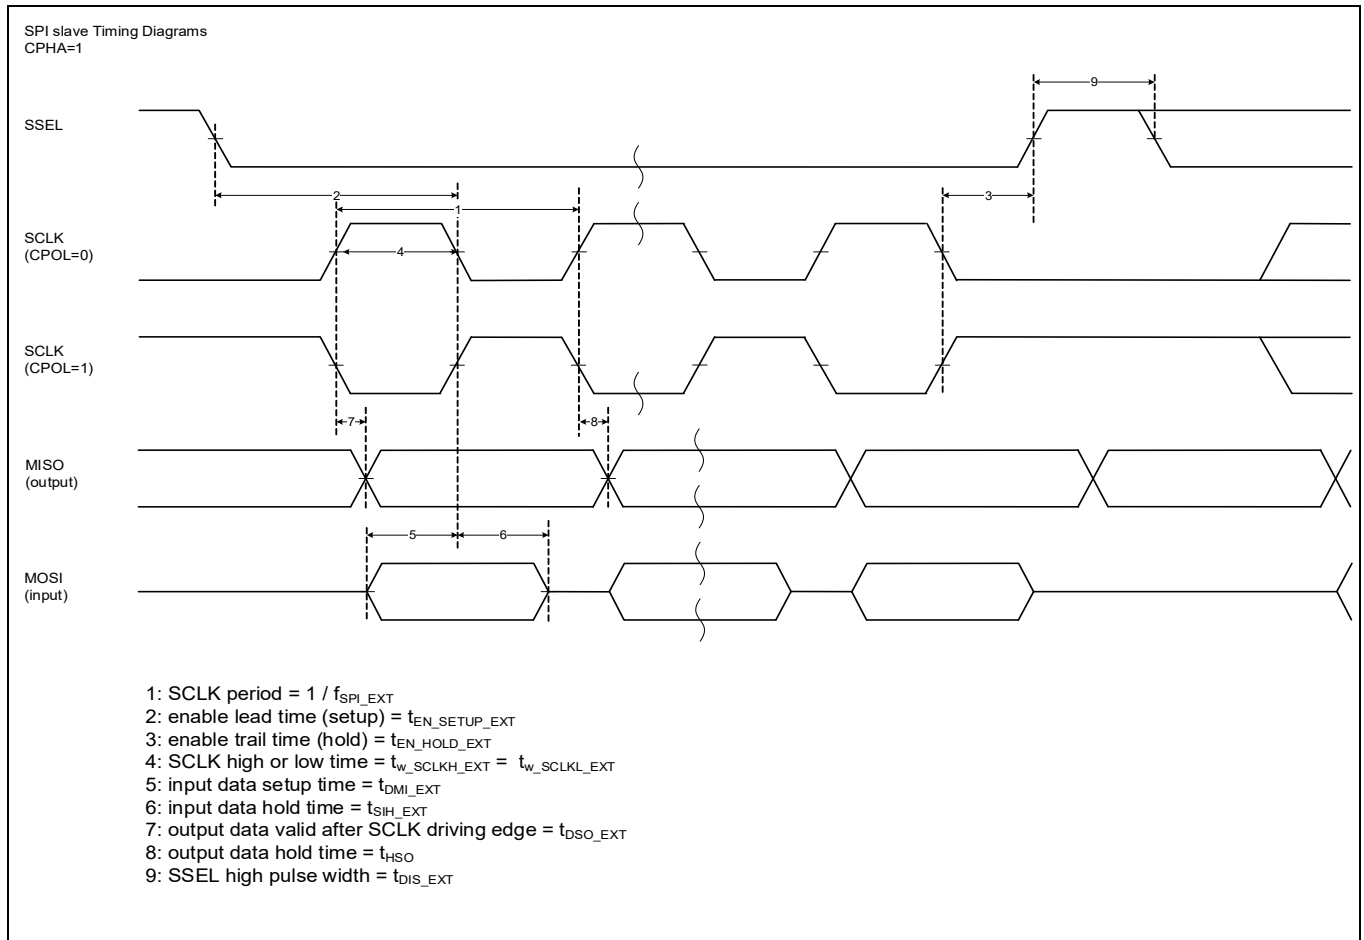 SPI slave Timing Diagrams
CPHA=1
9
SSEL
2
3
1
SCLK
(CPOL=0)
4
SCLK
(CPOL=1)
7
8
MISO
(output)
5
6
MOSI
(input)
1: SCLK period = 1 / fSPI_EXT
2: enable lead time (setup) = tEN_SETUP_EXT
3: enable trail time (hold) = tEN_HOLD_EXT
4: SCLK high or low time = tw_SCLKH_EXT = tw_SCLKL_EXT
5: input data setup time = tDMI_EXT
6: input data hold time = tSIH_EXT
7: output data valid after SCLK driving edge = tDSO_EXT
8: output data hold time = tHSO
9: SSEL high pulse width = tDIS_EXT